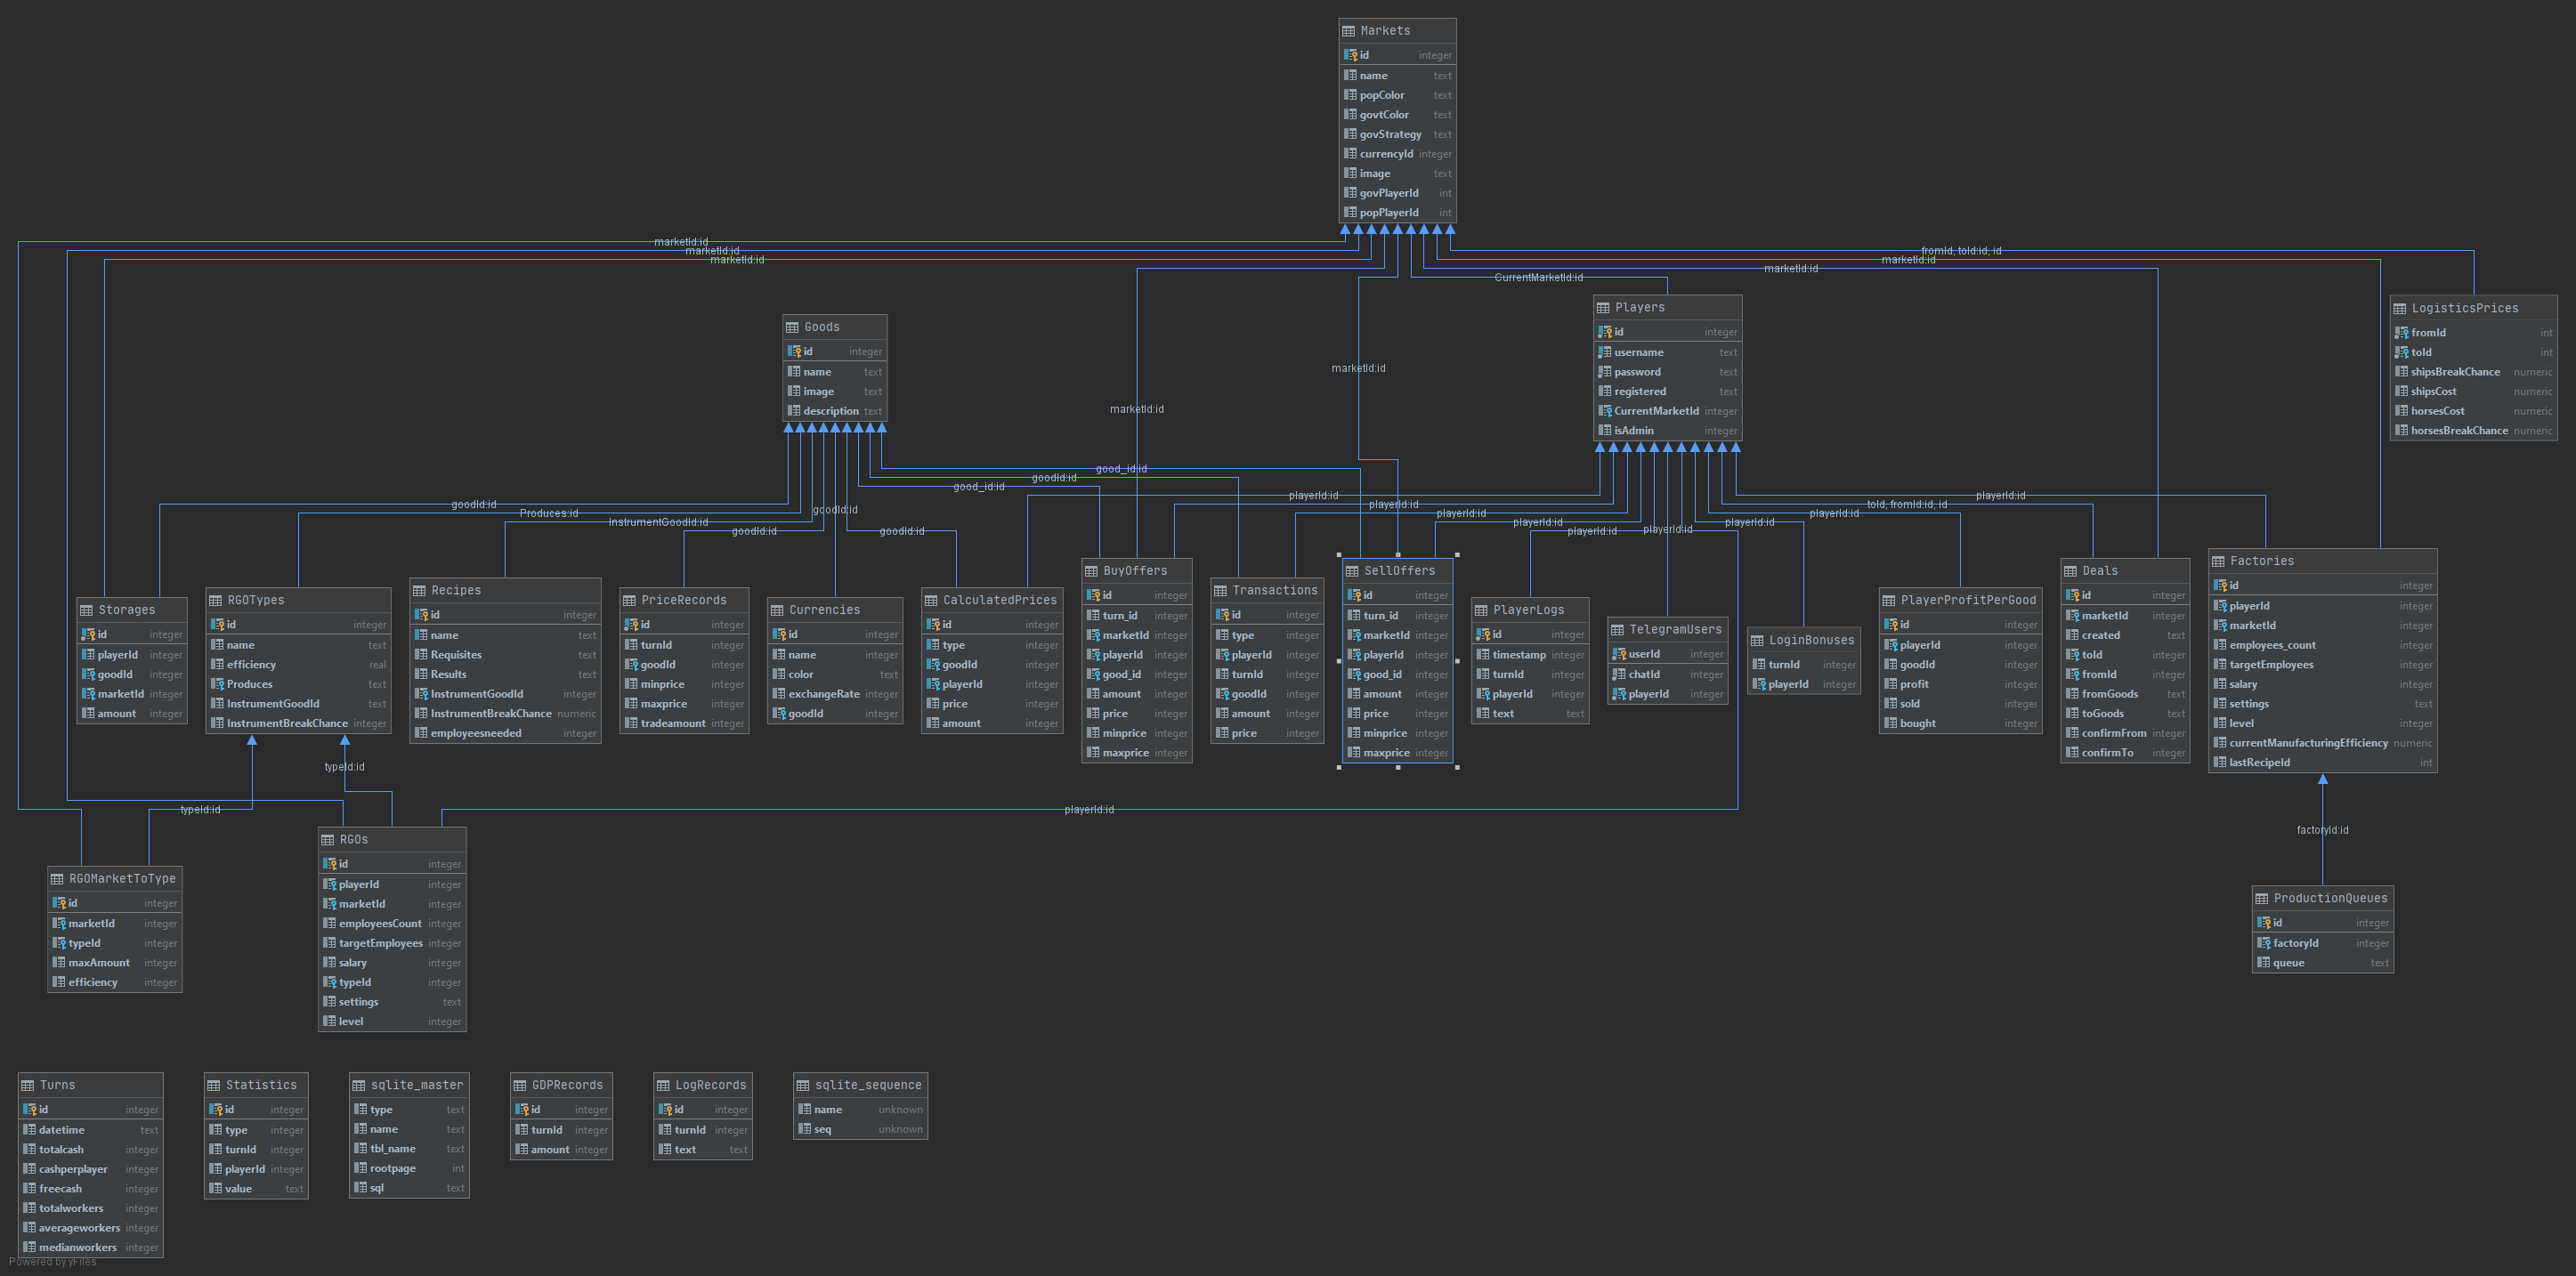 Markets
id integer
name text
popColor text
govtColor text
govStrategy text
currencyId integer
image text
govPlayerId int
popPlayerId int
marketId:id
marketId:id
marketId:id
fromId, toId:id, id
marketId:id
marketId:id
CurrentMarketId:id
marketId:id
marketId:id
Goods
id integer
name text
image text
description text
Players
id integer
username text
password text
registered text
CurrentMarketId integer
isAdmin integer
LogisticsPrices
fromId int
toId int
shipsBreakChance numeric
shipsCost numeric
horsesCost numeric
horsesBreakChance numeric
good_id:id
goodId:id
good_id:id
playerId:id
playerId:id
goodId:id
playerId:id
toId, fromId:id, id
Produces:id
goodId:id
playerId:id
playerId:id
InstrumentGoodId:id
playerId:id
playerId:id
goodId:id
goodId:id
playerId:id
playerId:id
Storages
id integer
playerId integer
goodId integer
marketId integer
amount integer
RGOTypes
id integer
name text
efficiency real
Produces text
InstrumentGoodId text
InstrumentBreakChance integer
Recipes
id integer
name text
Requisites text
Results text
InstrumentGoodId integer
InstrumentBreakChance numeric
employeesneeded integer
PriceRecords
id integer
turnId integer
goodId integer
minprice integer
maxprice integer
tradeamount integer
Currencies
id integer
name integer
color text
exchangeRate integer
goodId integer
CalculatedPrices
id integer
type integer
goodId integer
playerId integer
price integer
amount integer
BuyOffers
id integer
turn_id integer
marketId integer
playerId integer
good_id integer
amount integer
price integer
minprice integer
maxprice integer
Transactions
id integer
type integer
playerId integer
turnId integer
goodId integer
amount integer
price integer
SellOffers
id integer
turn_id integer
marketId integer
playerId integer
good_id integer
amount integer
price integer
minprice integer
maxprice integer
PlayerLogs
id integer
timestamp integer
turnId integer
playerId integer
text text
TelegramUsers
userId integer
chatId integer
playerId integer
LoginBonuses
turnId integer
playerId integer
PlayerProfitPerGood
id integer
playerId integer
goodId integer
profit integer
sold integer
bought integer
Deals
id integer
marketId integer
created text
toId integer
fromId integer
fromGoods text
toGoods text
confirmFrom integer
confirmTo integer
Factories
id integer
playerId integer
marketId integer
employees_count integer
targetEmployees integer
salary integer
settings text
level integer
currentManufacturingEfficiency numeric
lastRecipeId int
typeId:id
typeId:id
playerId:id
factoryId:id
RGOMarketToType
id integer
marketId integer
typeId integer
maxAmount integer
efficiency integer
RGOs
id integer
playerId integer
marketId integer
employeesCount integer
targetEmployees integer
salary integer
typeId integer
settings text
level integer
ProductionQueues
id integer
factoryId integer
queue text
Turns
id integer
datetime text
totalcash integer
cashperplayer integer
freecash integer
totalworkers integer
averageworkers integer
medianworkers integer
Statistics
id integer
type integer
turnId integer
playerId integer
value text
sqlite_master
type text
name text
tbl_name text
rootpage int
sql text
GDPRecords
id integer
turnId integer
amount integer
LogRecords
id integer
turnId integer
text text
sqlite_sequence
name unknown
seq unknown
Powered by yFiles